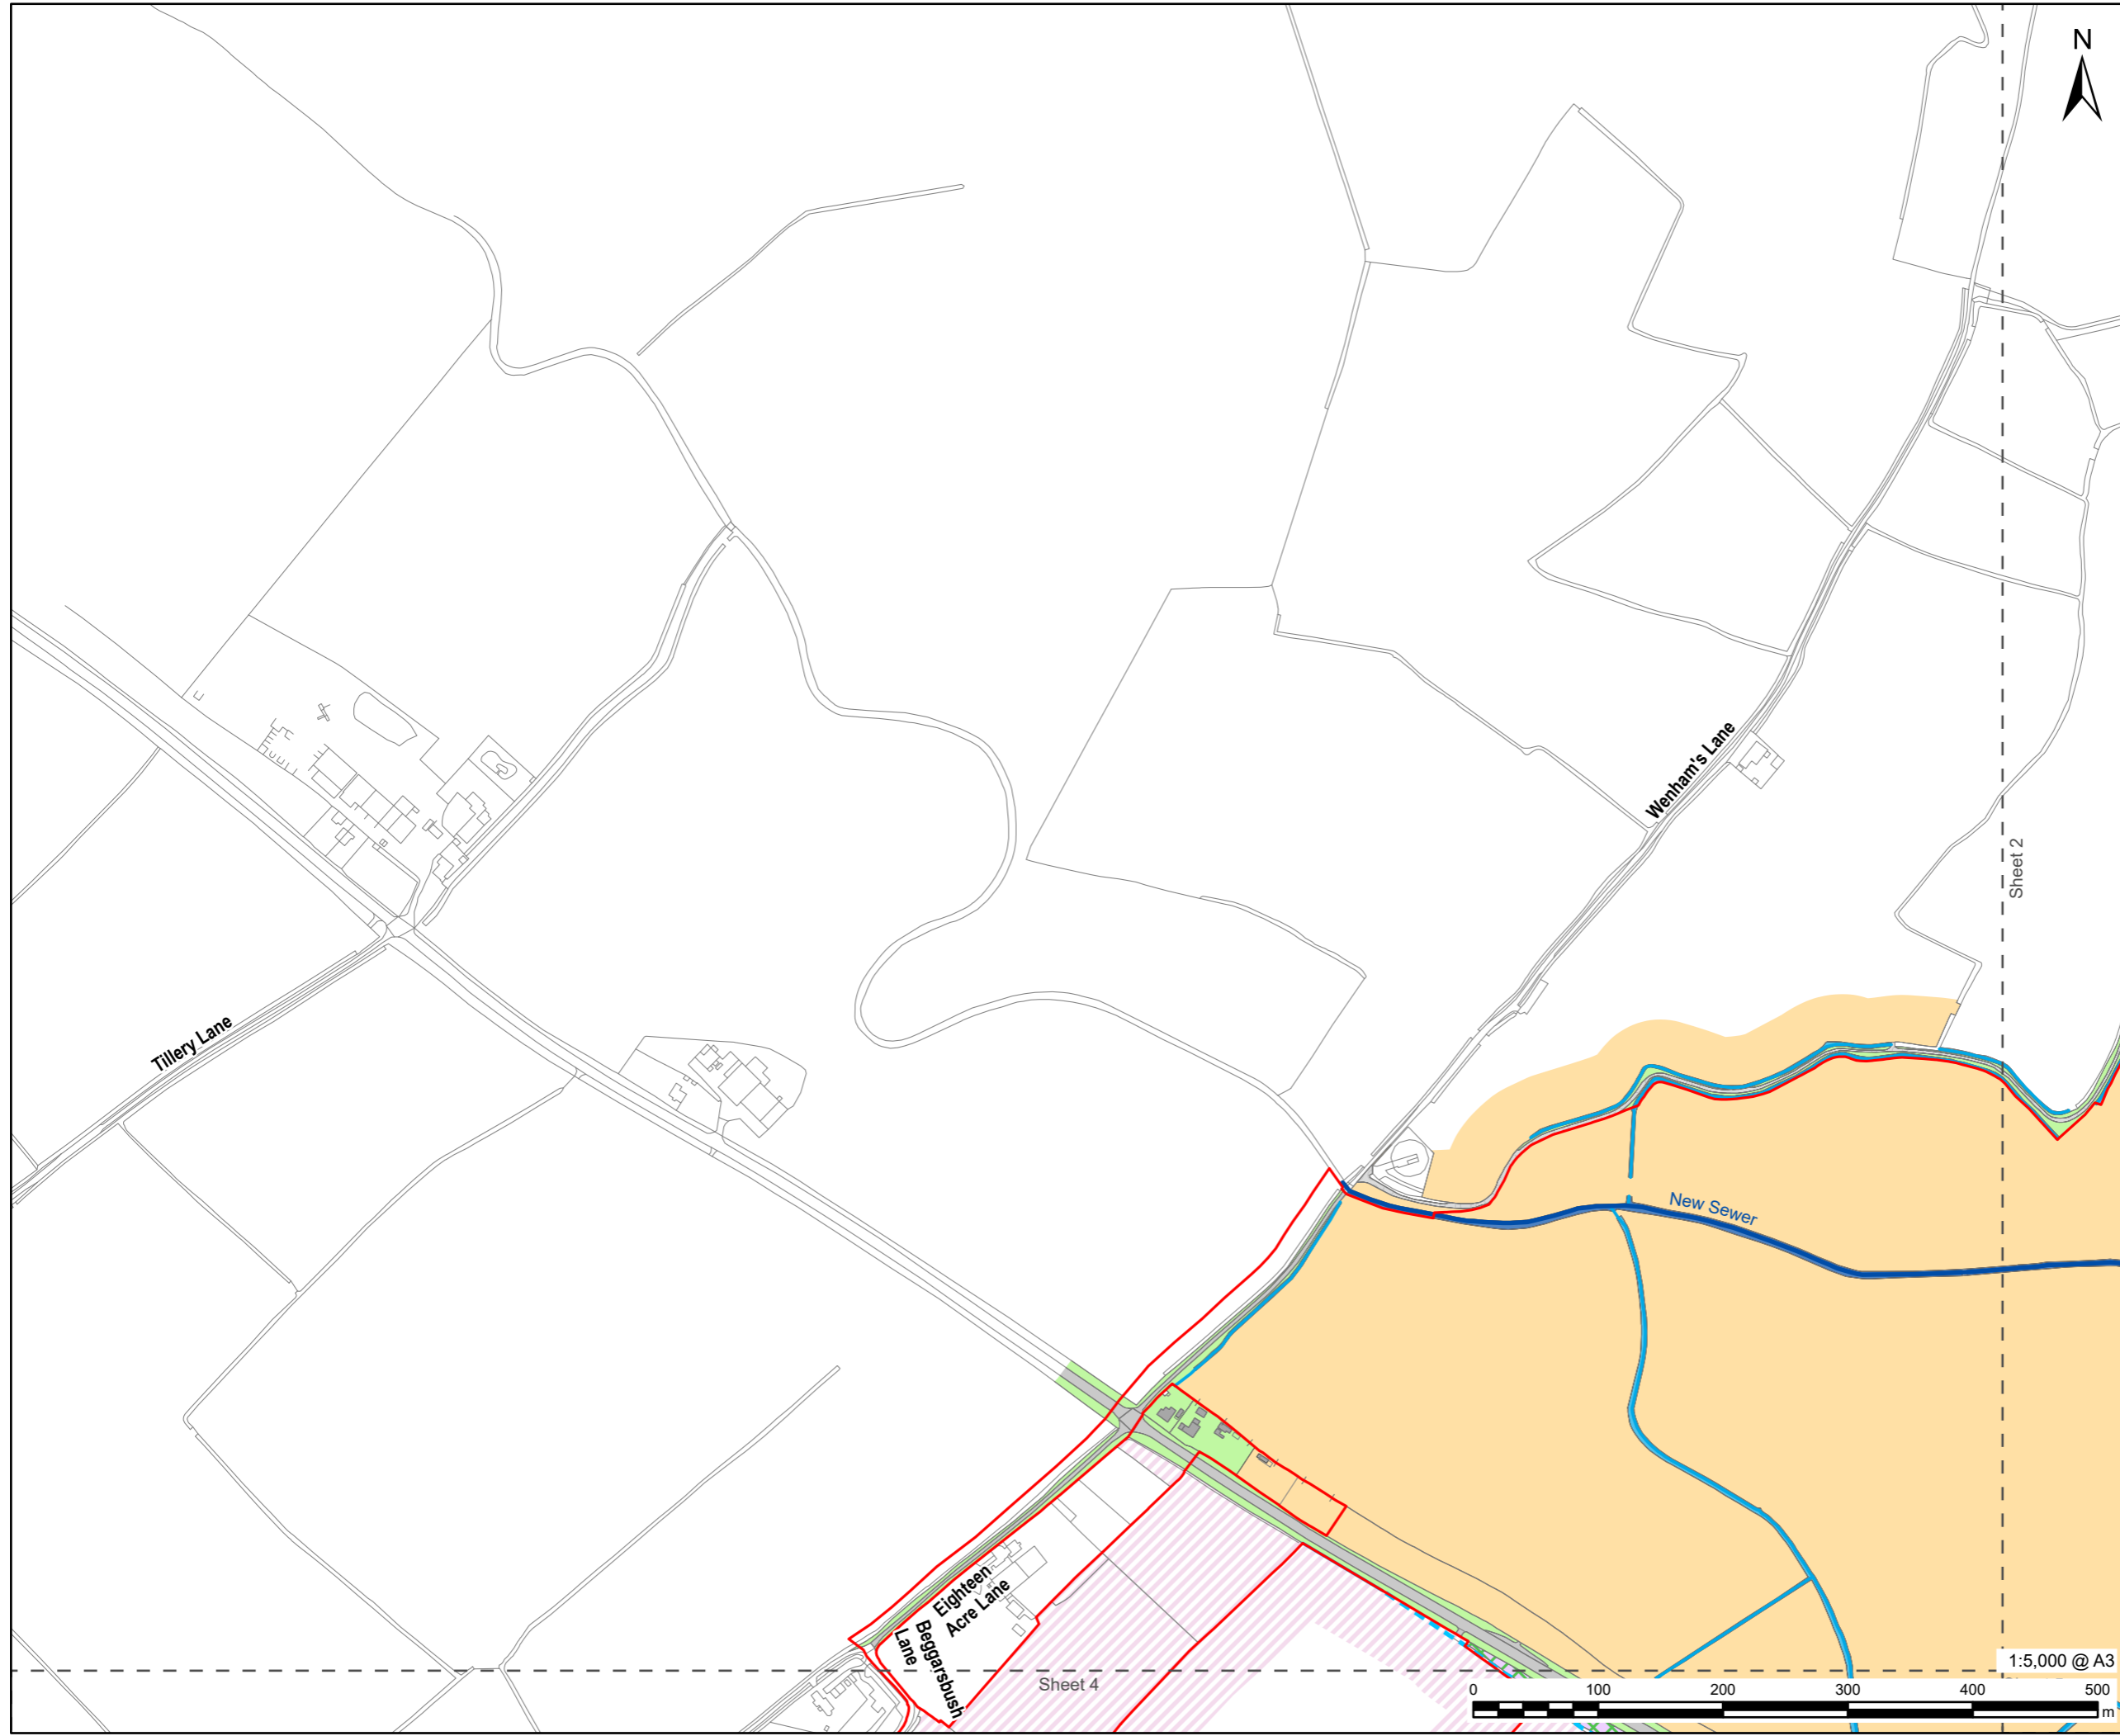 N
Wenham's Lane
Sheet 2
Tillery Lane
New Sewer
Eighteen
Acre Lane
Beggarsbush
Lane
Sheet 4
1:5,000 @ A3
0 100 200 300 400 500
m